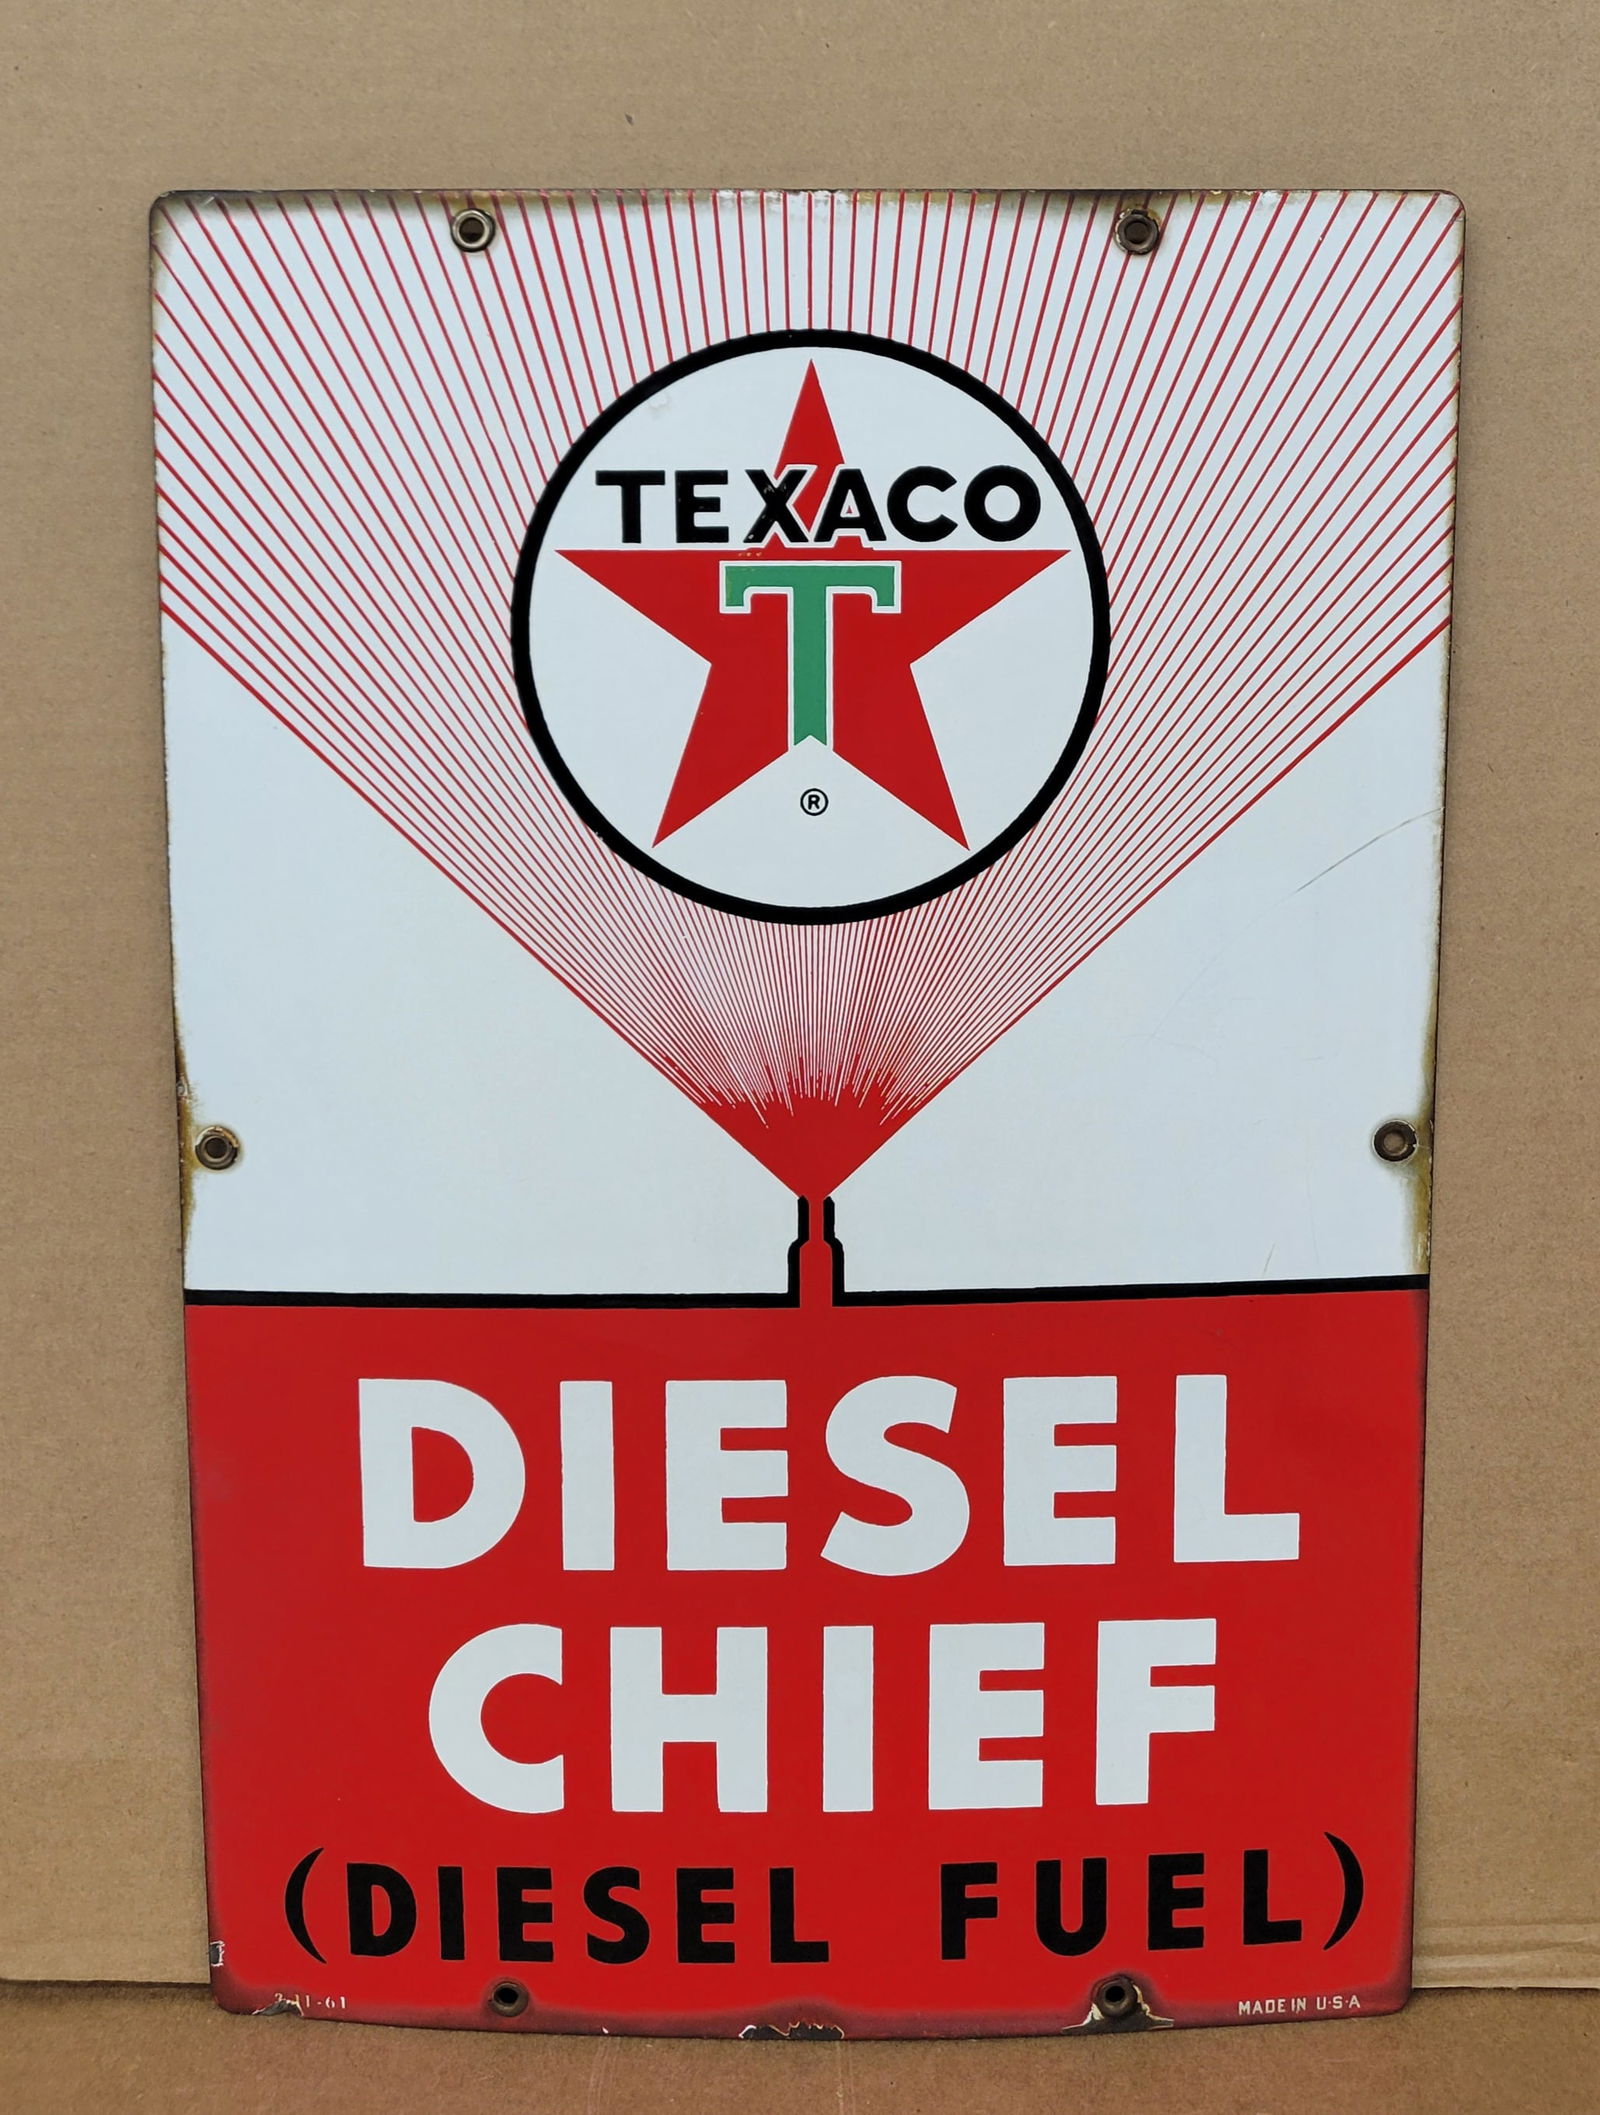 TEXACO
T
®
DIESEL
CHIEF
(DIESEL FUEL)
MADE IN U·S·A